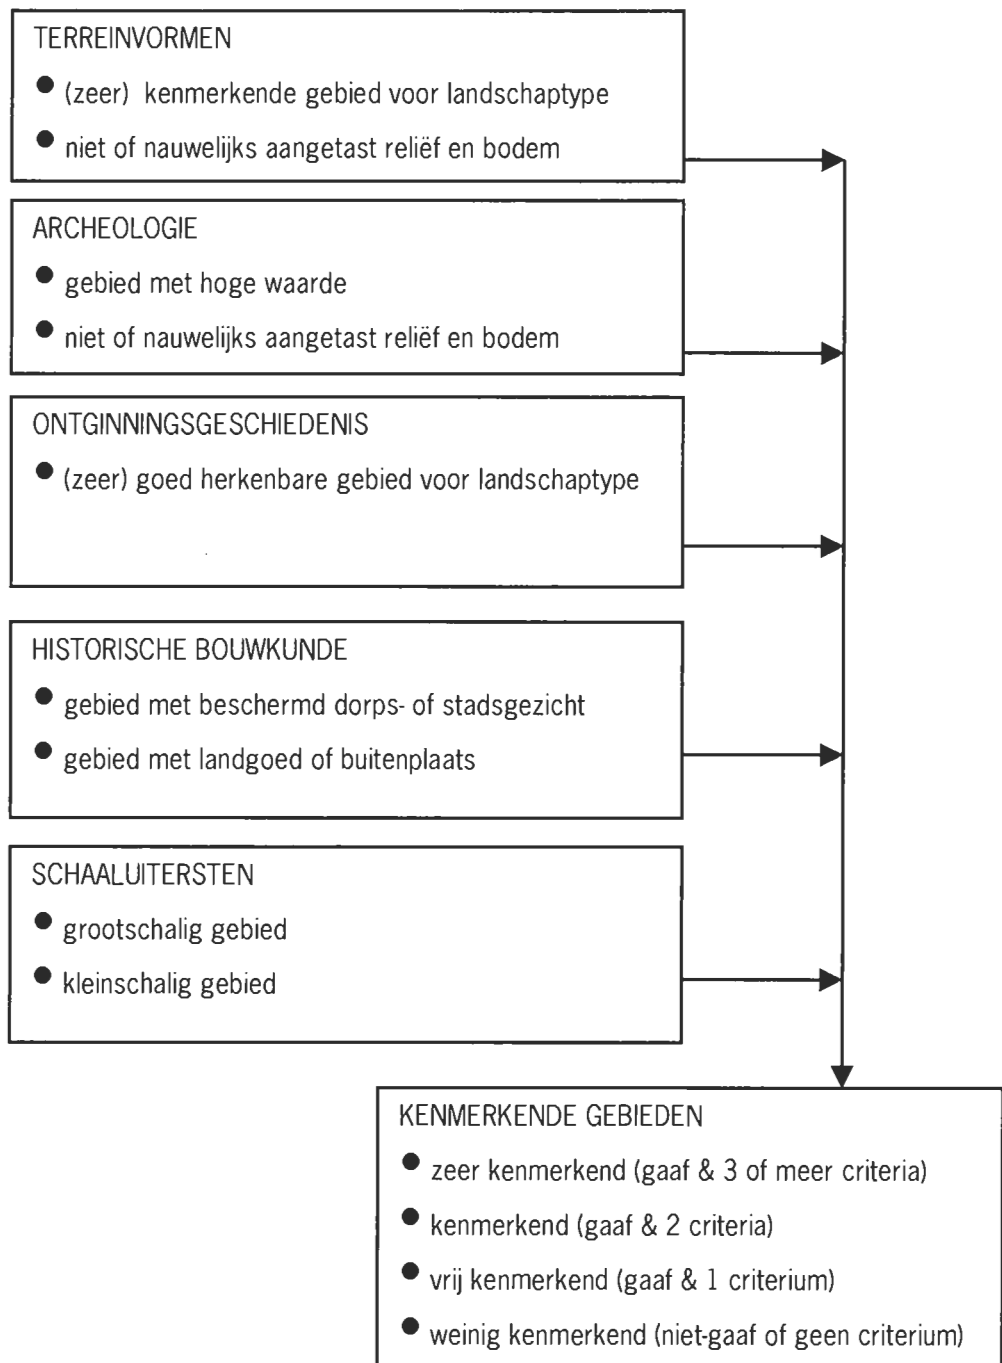 TERREINVORMEN
● (zeer) kenmerkende gebied voor landschaptype
● niet of nauwelijks aangetast reliëf en bodem
ARCHEOLOGIE
● gebied met hoge waarde
● niet of nauwelijks aangetast reliëf en bodem
ONTGINNINGSGESCHIEDENIS
● (zeer) goed herkenbare gebied voor landschaptype
HISTORISCHE BOUWKUNDE
● gebied met beschermd dorps- of stadsgezicht
● gebied met landgoed of buitenplaats
SCHAALUITERSTEN
● grootschalig gebied
● kleinschalig gebied
KENMERKENDE GEBIEDEN
● zeer kenmerkend (gaaf & 3 of meer criteria)
● kenmerkend (gaaf & 2 criteria)
● vrij kenmerkend (gaaf & 1 criterium)
● weinig kenmerkend (niet-gaaf of geen criterium)